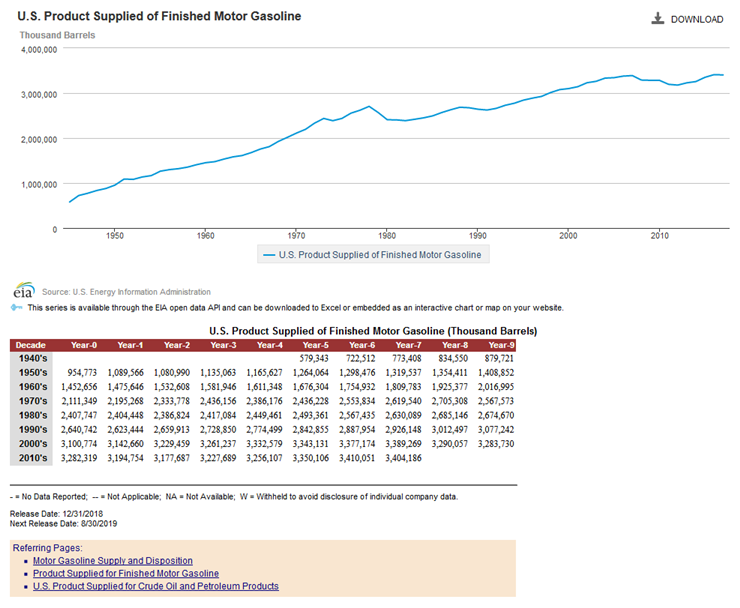 U.S. Product Supplied of Finished Motor Gasoline
DOWNLOAD
Thousand Barrels
4,000,000
3,000,000
2,000,000
1,000,000
0
1950 1960 1970 1980 1990 2000 2010
U.S. Product Supplied of Finished Motor Gasoline
eia Source: U.S. Energy Information Administration
This series is available through the EIA open data API and can be downloaded to Excel or embedded as an interactive chart or map on your website.
U.S. Product Supplied of Finished Motor Gasoline (Thousand Barrels)
Decade Year-0 Year-1 Year-2 Year-3 Year-4 Year-5 Year-6 Year-7 Year-8 Year-9
1940's 579,343 722,512 773,408 834,550 879,721
1950's 954,773 1,089,566 1,080,990 1,135,063 1,165,627 1,264,064 1,298,476 1,319,537 1,354,411 1,408,852
1960's 1,452,656 1,475,646 1,532,608 1,581,946 1,611,348 1,676,304 1,754,932 1,809,783 1,925,377 2,016,995
1970's 2,111,349 2,195,268 2,333,778 2,436,156 2,386,176 2,436,228 2,553,834 2,619,540 2,705,308 2,567,573
1980's 2,407,747 2,404,448 2,386,824 2,417,084 2,449,461 2,493,361 2,567,435 2,630,089 2,685,146 2,674,670
1990's 2,640,742 2,623,444 2,659,913 2,728,850 2,774,499 2,842,855 2,887,954 2,926,148 3,012,497 3,077,242
2000's 3,100,774 3,142,660 3,229,459 3,261,237 3,332,579 3,343,131 3,377,174 3,389,269 3,290,057 3,283,730
2010's 3,282,319 3,194,754 3,177,687 3,227,689 3,256,107 3,350,106 3,410,051 3,404,186
- = No Data Reported; -- = Not Applicable; NA = Not Available; W = Withheld to avoid disclosure of individual company data.
Release Date: 12/31/2018
Next Release Date: 8/30/2019
Referring Pages:
Motor Gasoline Supply and Disposition
Product Supplied for Finished Motor Gasoline
U.S. Product Supplied for Crude Oil and Petroleum Products